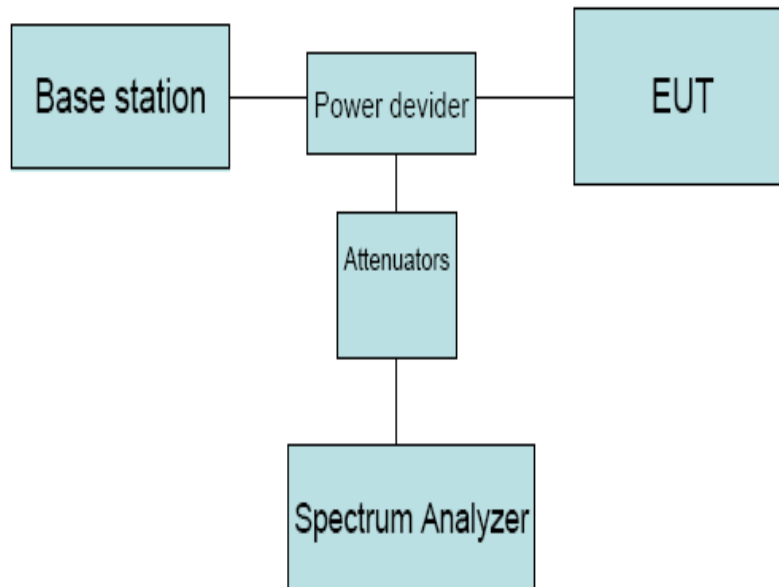 Base station
Power devider
EUT
Attenuators
Spectrum Analyzer